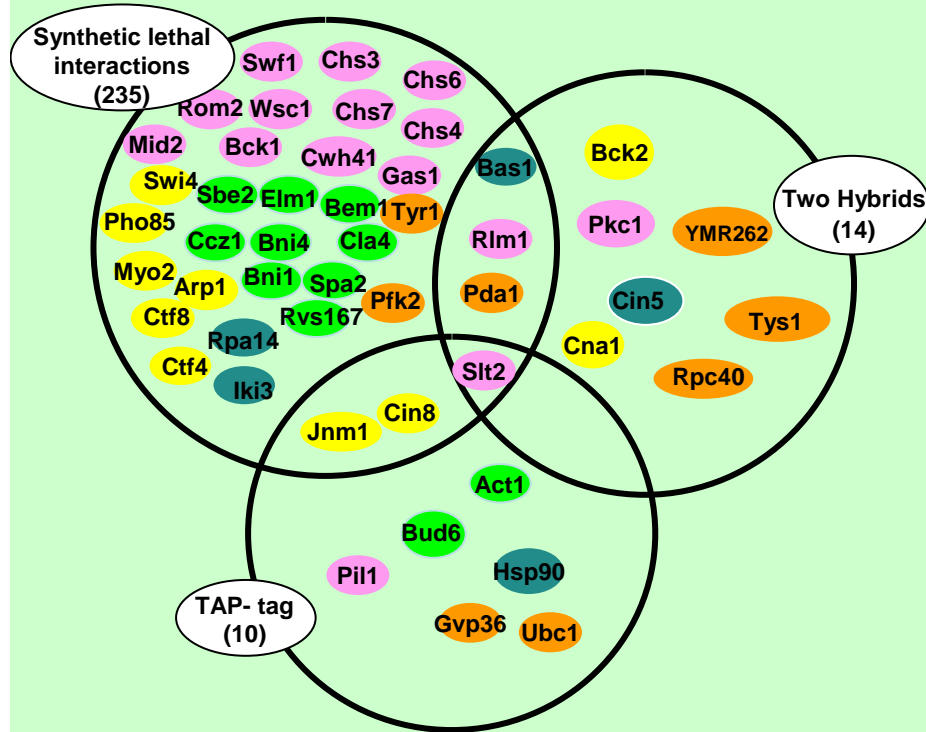 Synthetic lethal
interactions
(235)
Swf1
Chs3
Chs6
Rom2
Wsc1
Chs7
Chs4
Mid2
Bck1
Cwh41
Gas1
Swi4
Sbe2
Elm1
Bem1
Tyr1
Pho85
Ccz1
Bni4
Cla4
Myo2
Arp1
Bni1
Spa2
Pfk2
Ctf8
Rpa14
Rvs167
Ctf4
Iki3
Bas1
Rlm1
Pda1
Slt2
Bck2
Pkc1
YMR262
Cin5
Tys1
Cna1
Rpc40
Two Hybrids
(14)
Jnm1
Cin8
Act1
Bud6
Pil1
Hsp90
Gvp36
Ubc1
TAP- tag
(10)